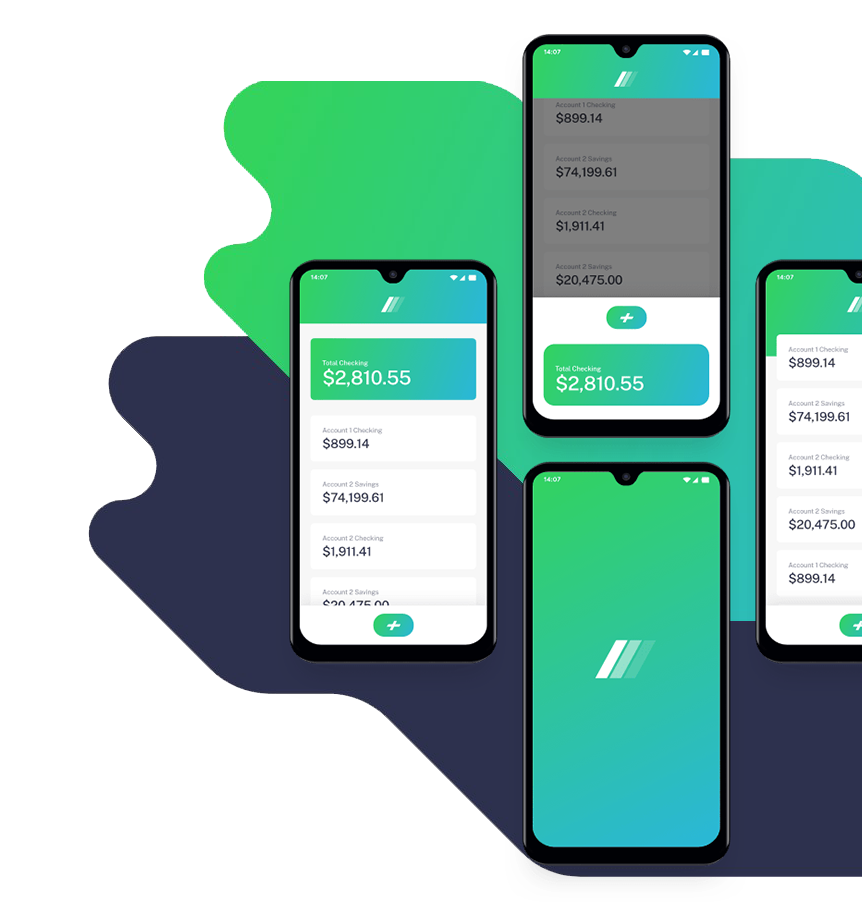 14:07
Total Checking
$2,810.55
Account 1 Checking
$899.14
Account 2 Savings
$74,199.61
Account 2 Checking
$1,911.41
Account 2 Savings
$20,475.00
14:07
Account 1 Checking
$899.14
Account 2 Savings
$74,199.61
Account 2 Checking
$1,911.41
Account 2 Savings
$20,475.00
Total Checking
$2,810.55
14:07
14:07
Account 1 Checking
$899.14
Account 2 Savings
$74,199.61
Account 2 Checking
$1,911.41
Account 2 Savings
$20,475.00
Account 1 Checking
$899.14